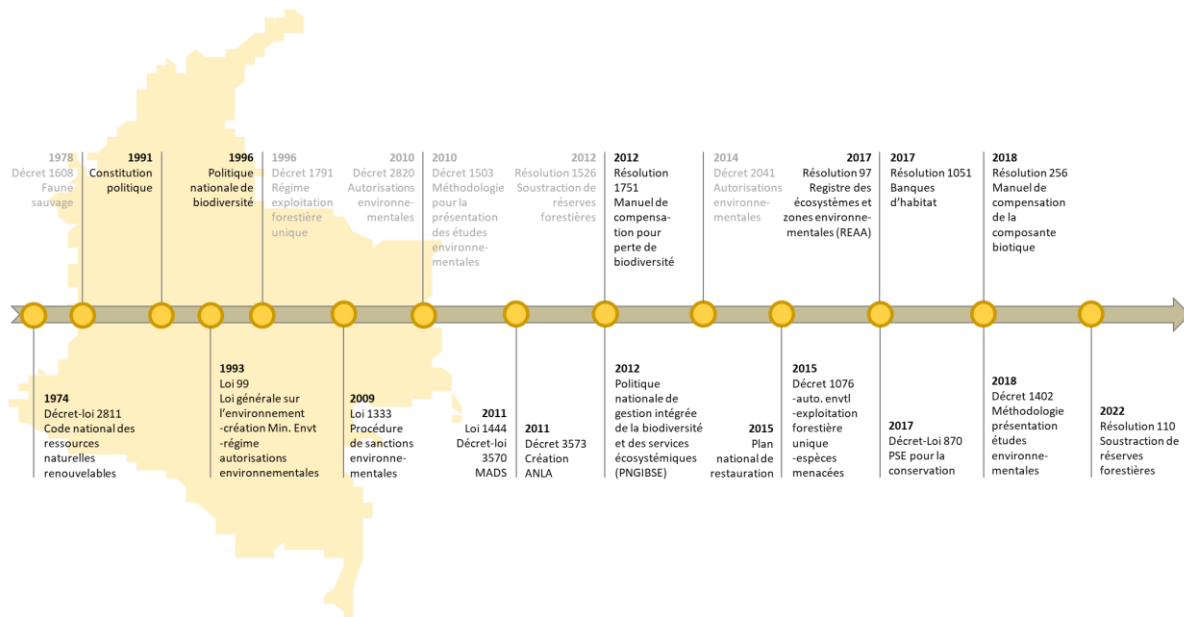 1978
Décret 1608
Faune
sauvage
1991
Constitution
politique
1996
Politique
nationale de
biodiversité
1996
Décret 1791
Régime
exploitation
forestière
unique
2010
Décret 2820
Autorisations
environne-
mentales
2010
Décret 1503
Méthodologie
pour la
présentation
des études
environne-
mentales
2012
Résolution 1526
Soustraction de
réserves
forestières
2012
Résolution
1751
Manuel de
compensa-
tion pour
perte de
biodiversité
2014
Décret 2041
Autorisations
environne-
mentales
2017
Résolution 97
Registre des
écosystèmes et
zones environne-
mentales (REAA)
2017
Résolution 1051
Banques
d’habitat
2018
Résolution 256
Manuel de
compensation
de la
composante
biotique
1974
Décret-loi 2811
Code national des
ressources
naturelles
renouvelables
1993
Loi 99
Loi générale sur
l’environnement
-création Min. Envt
-régime
autorisations
environnementales
2009
Loi 1333
Procédure
de sanctions
environne-
mentales
2011
Loi 1444
Décret-loi
3570
MADS
2011
Décret 3573
Création
ANLA
2012
Politique
nationale de
gestion intégrée
de la biodiversité
et des services
écosystémiques
(PNGIBSE)
2015
Plan
national de
restauration
2015
Décret 1076
-auto. envtl
-exploitation
forestière
unique
-espèces
menacées
2017
Décret-Loi 870
PSE pour la
conservation
2018
Décret 1402
Méthodologie
présentation
études
environne-
mentales
2022
Résolution 110
Soustraction de
réserves
forestières